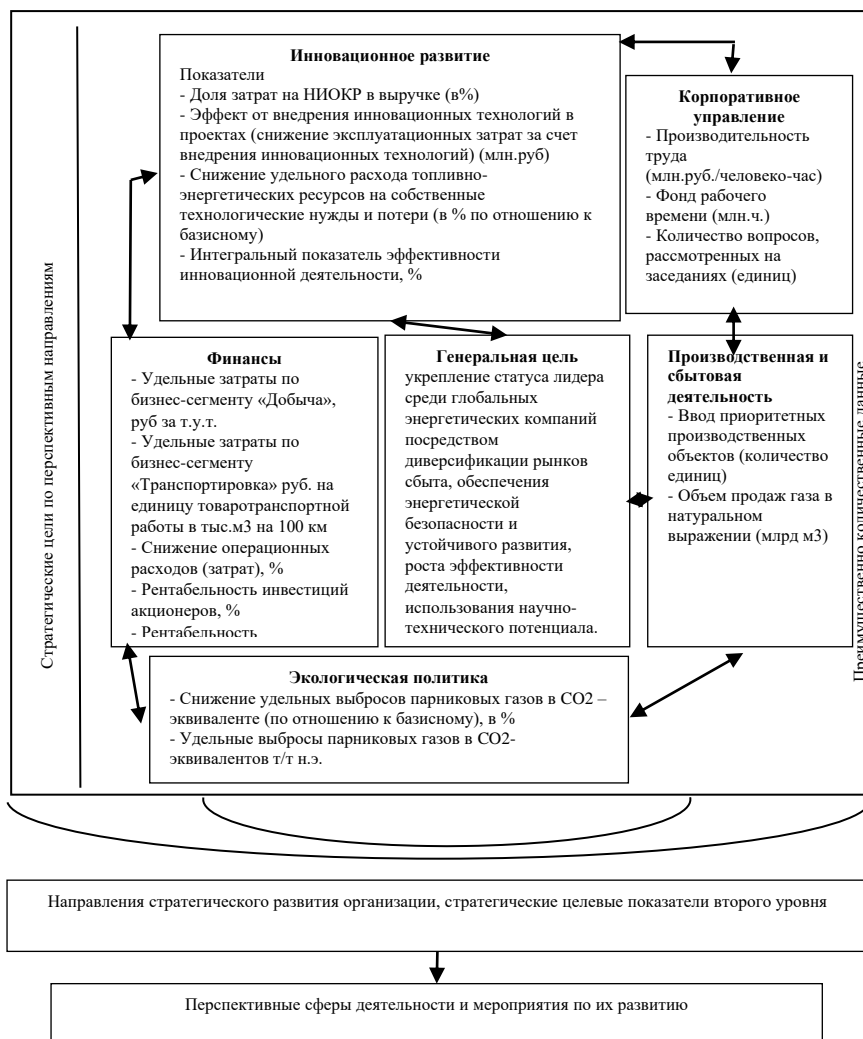 Стратегические цели по перспективным направлениям
Инновационное развитие
Показатели
- Доля затрат на НИОКР в выручке (в%)
- Эффект от внедрения инновационных технологий в
проектах (снижение эксплуатационных затрат за счет
внедрения инновационных технологий) (млн.руб)
- Снижение удельного расхода топливно-
энергетических ресурсов на собственные
технологические нужды и потери (в % по отношению к
базисному)
- Интегральный показатель эффективности
инновационной деятельности, %
Корпоративное
управление
- Производительность
труда
(млн.руб./человеко-час)
- Фонд рабочего
времени (млн.ч.)
- Количество вопросов,
рассмотренных на
заседаниях (единиц)
Финансы
- Удельные затраты по
бизнес-сегменту «Добыча»,
руб за т.у.т.
- Удельные затраты по
бизнес-сегменту
«Транспортировка» руб. на
единицу товаротранспортной
работы в тыс.м3 на 100 км
- Снижение операционных
расходов (затрат), %
- Рентабельность инвестиций
акционеров, %
- Рентабельность
Генеральная цель
укрепление статуса лидера
среди глобальных
энергетических компаний
посредством
диверсификации рынков
сбыта, обеспечения
энергетической
безопасности и
устойчивого развития,
роста эффективности
деятельности,
использования научно-
технического потенциала.
Производственная и
сбытовая
деятельность
- Ввод приоритетных
производственных
объектов (количество
единиц)
- Объем продаж газа в
натуральном
выражении (млрд м3)
Преимущественно количественные данные
Экологическая политика
- Снижение удельных выбросов парниковых газов в СО2 –
эквиваленте (по отношению к базисному), в %
- Удельные выбросы парниковых газов в СО2-
эквивалентов т/т н.э.
Направления стратегического развития организации, стратегические целевые показатели второго уровня
Перспективные сферы деятельности и мероприятия по их развитию